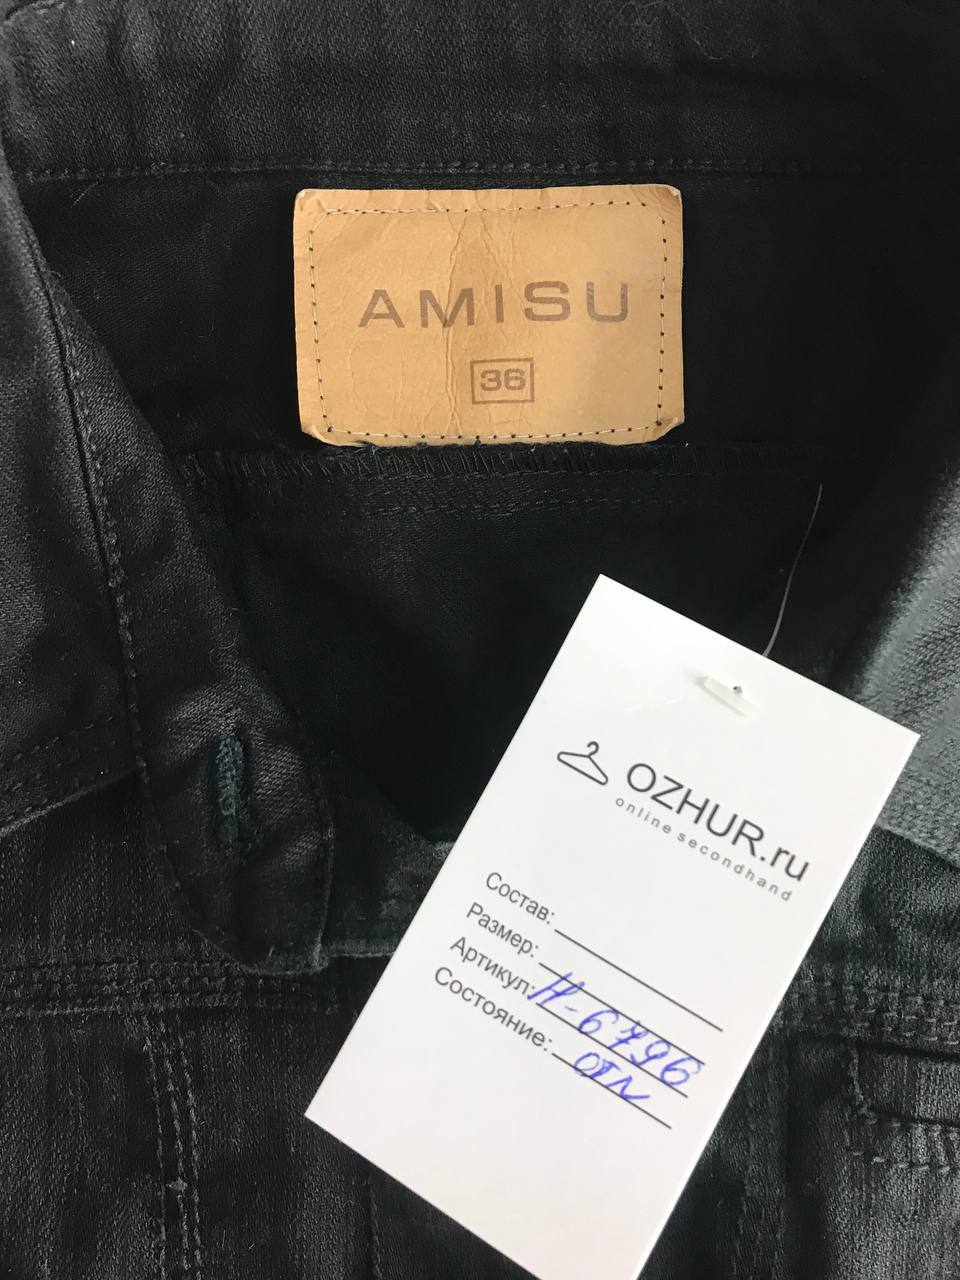 AMISU
36
OZHUR.ru
online secondhand
Состав:
Размер:
Артикул: Н-6796
Состояние: отл